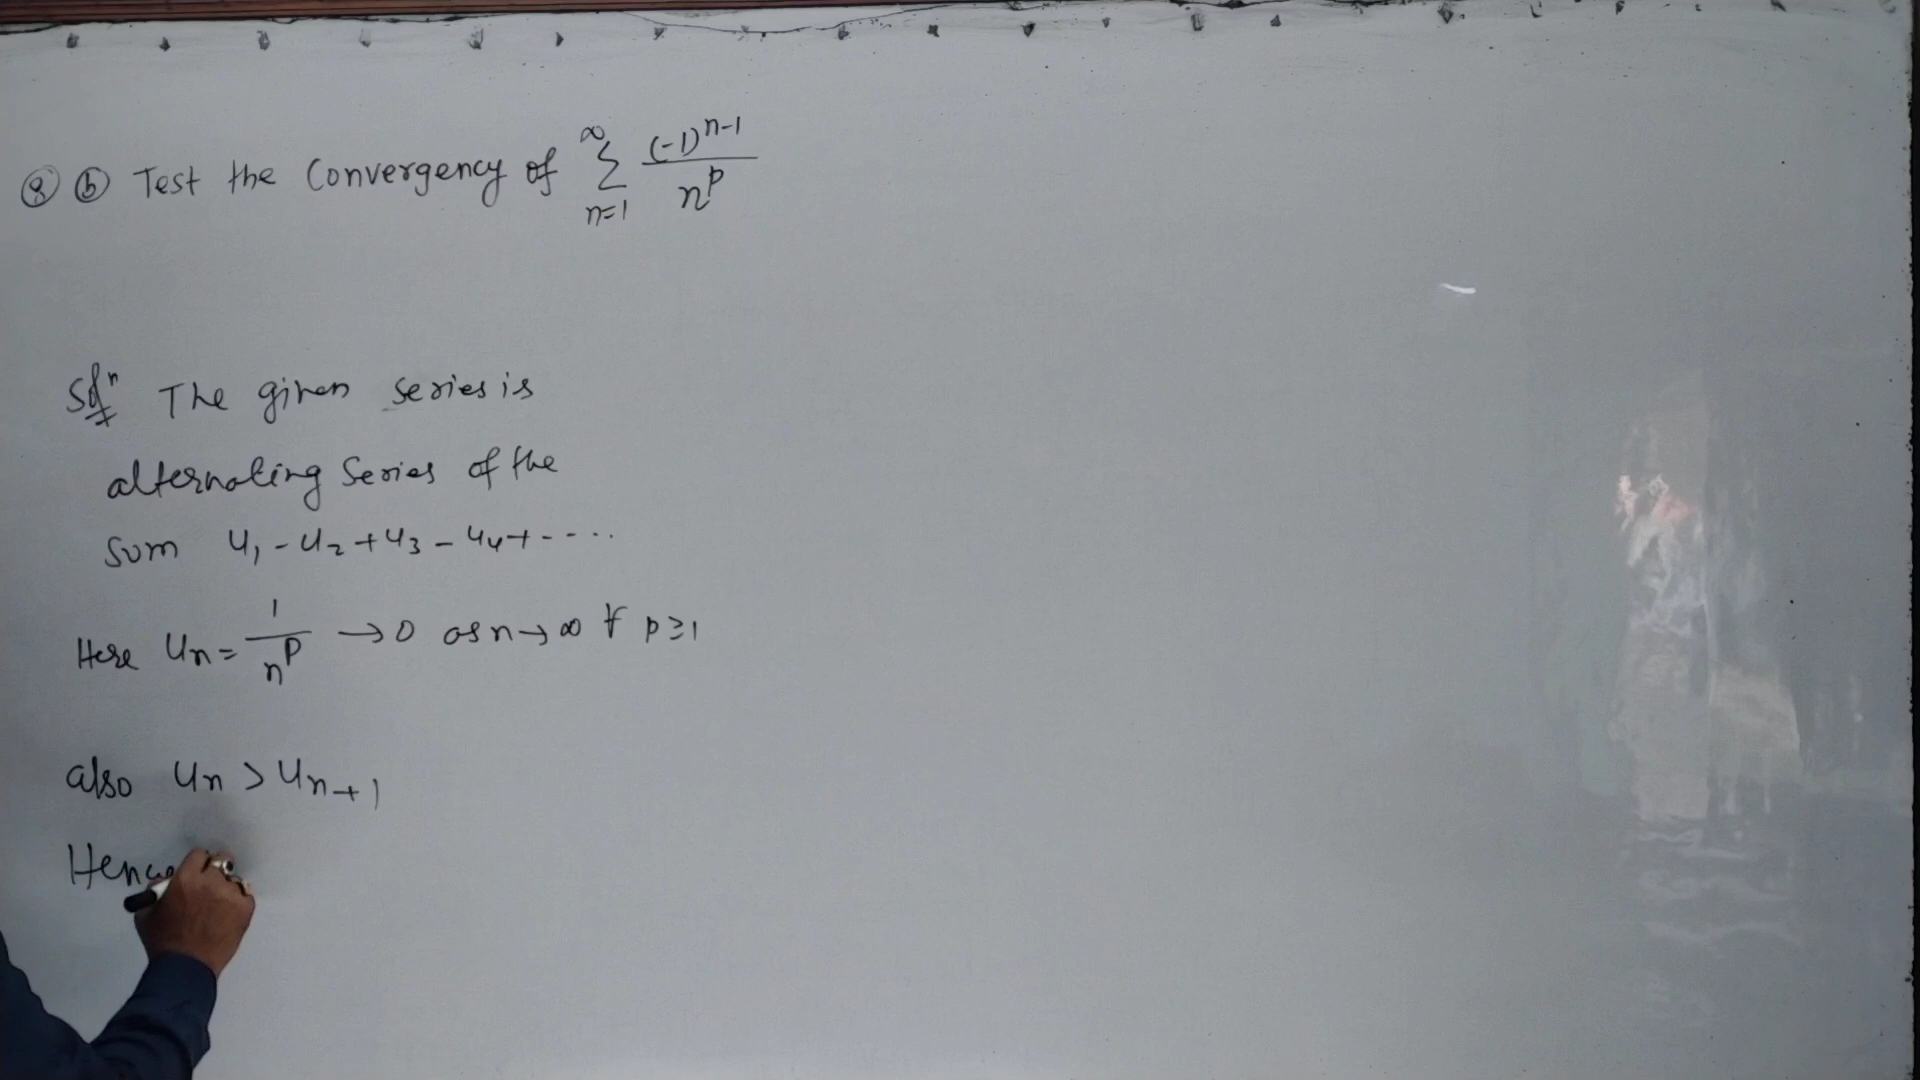 Q b Test the Convergency of ∞ Σ n=1 (-1)^{n-1} / n^p
Solⁿ The given series is
alternating Series of the
sum u₁ - u₂ + u₃ - u₄ + - - - .
Here uₙ = 1 / n^p → 0 as n → ∞ ∀ p ≥ 1
also uₙ > uₙ₊₁
Hence